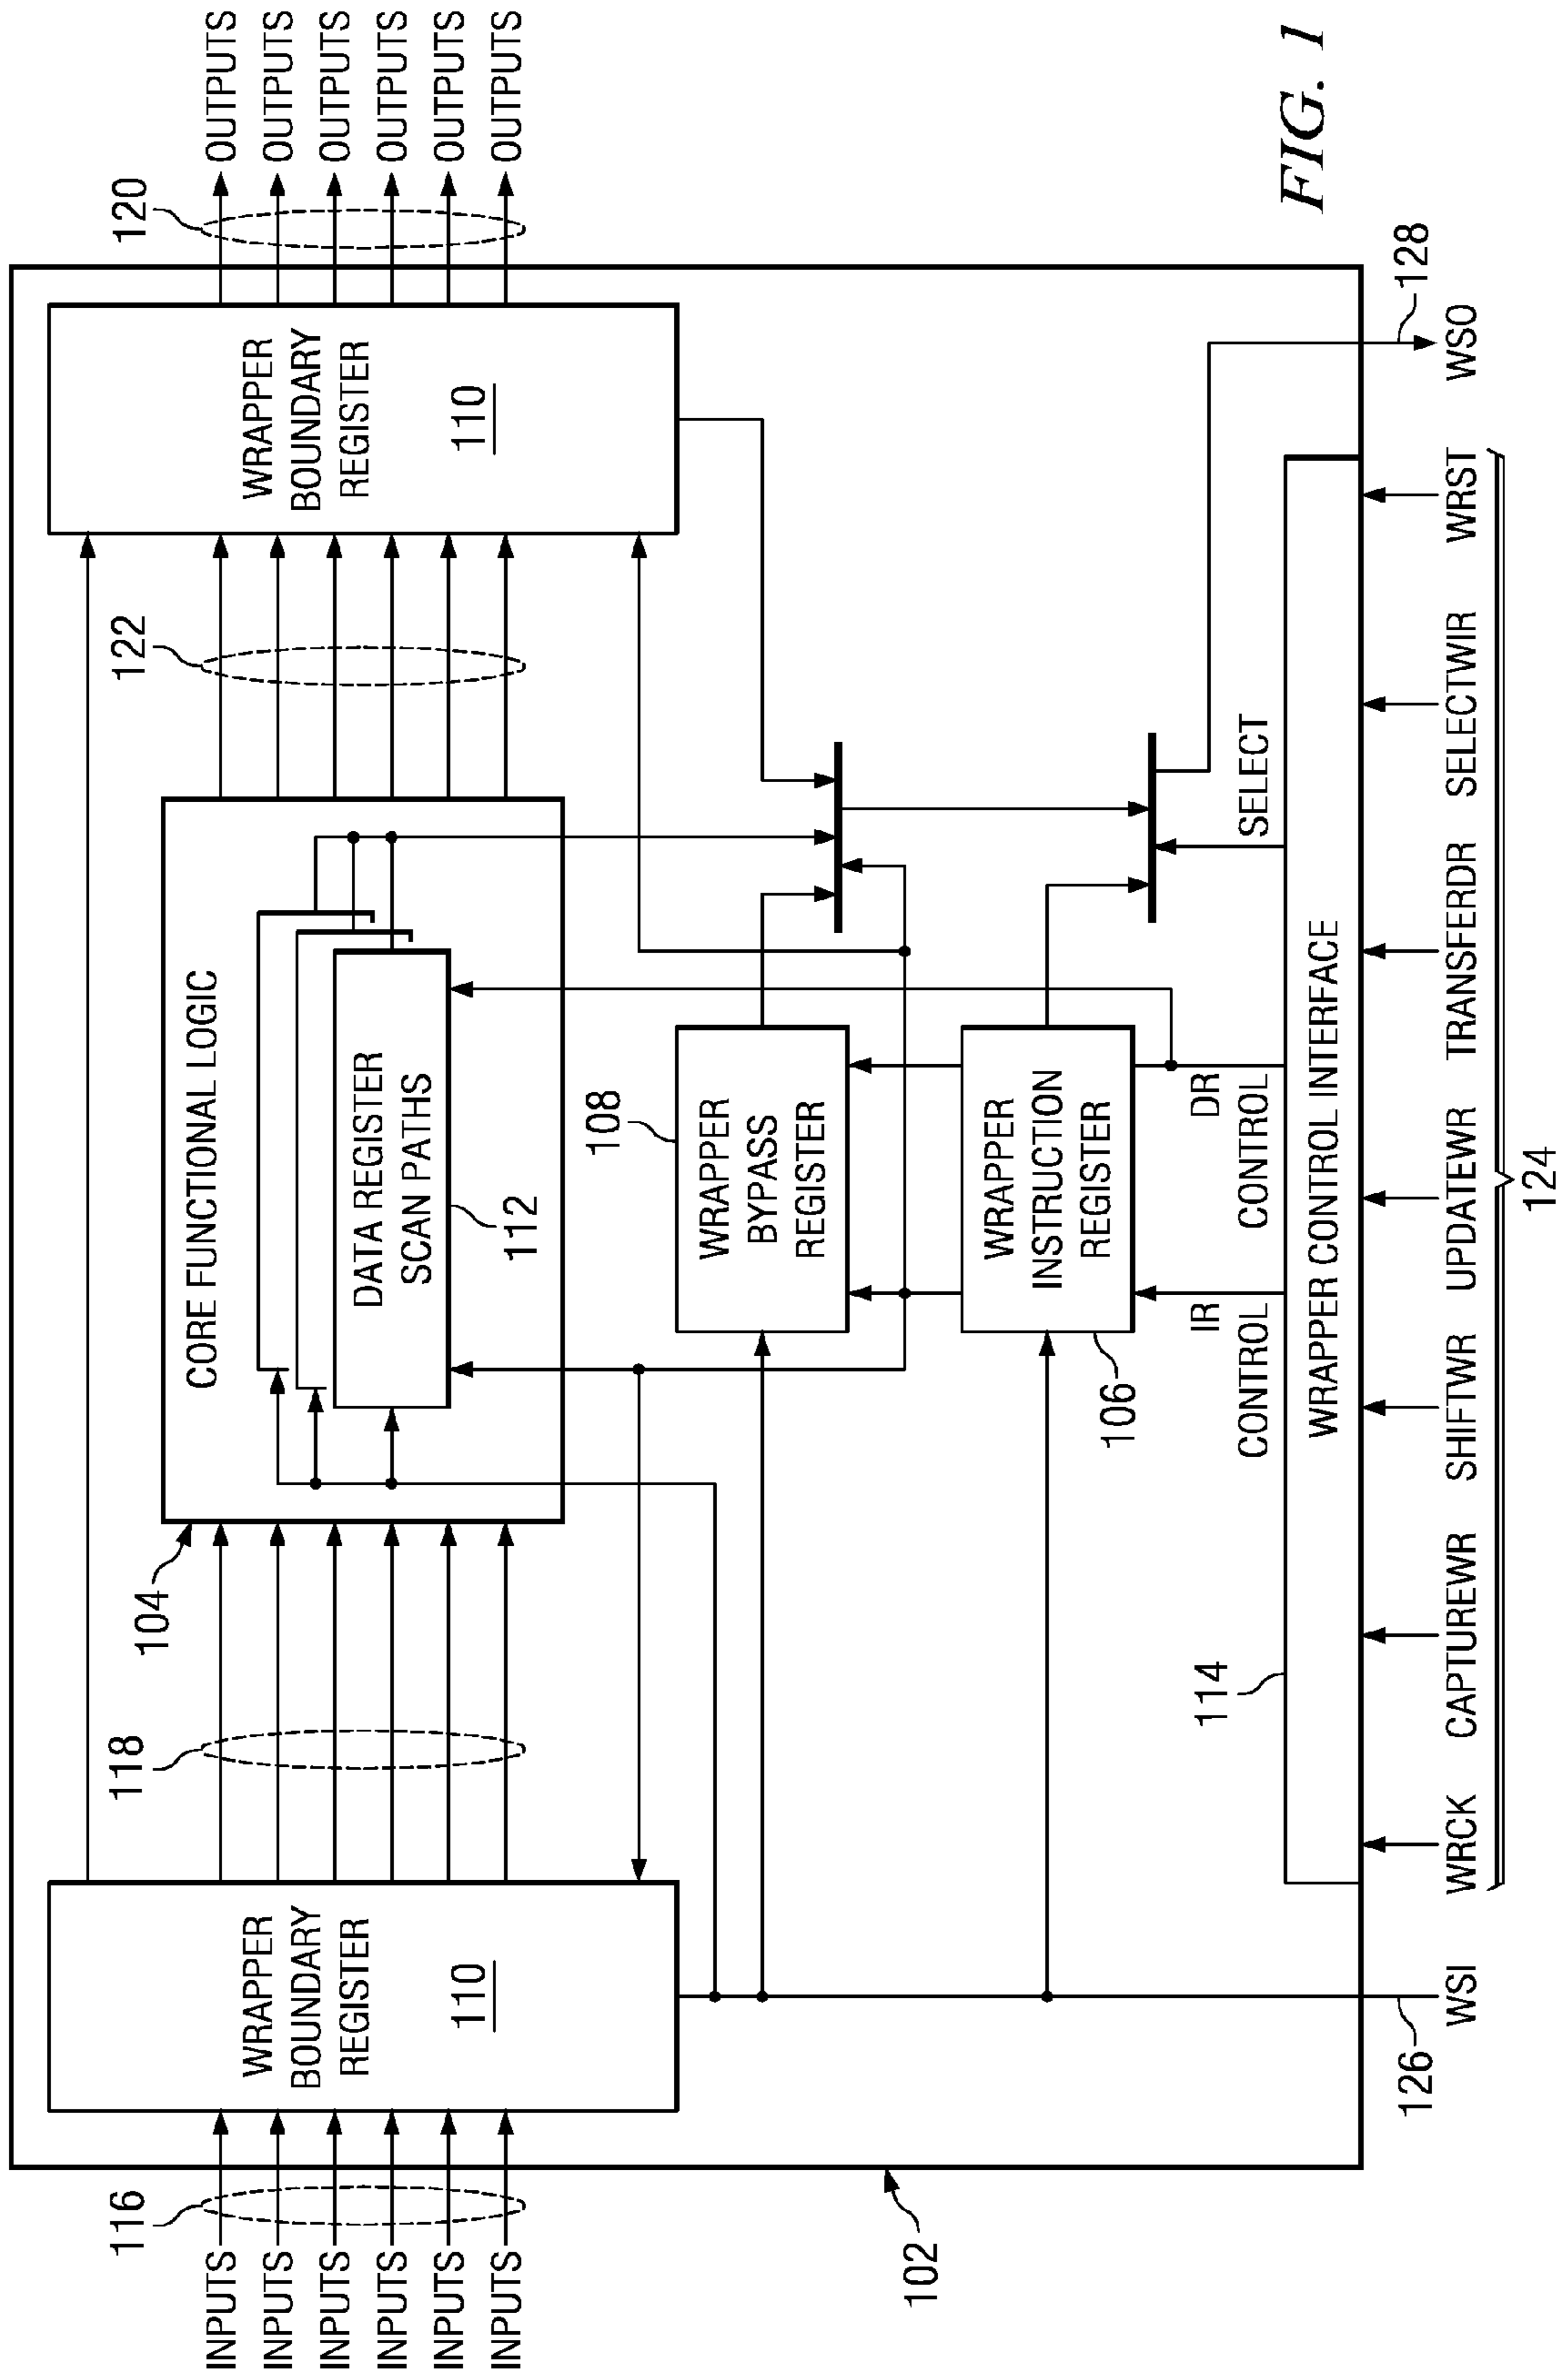 116
118
122
120
INPUTS
INPUTS
INPUTS
INPUTS
INPUTS
INPUTS
WRAPPER
BOUNDARY
REGISTER
110
104
CORE FUNCTIONAL LOGIC
DATA REGISTER
SCAN PATHS
112
WRAPPER
BOUNDARY
REGISTER
110
OUTPUTS
OUTPUTS
OUTPUTS
OUTPUTS
OUTPUTS
OUTPUTS
108
WRAPPER
BYPASS
REGISTER
102
WRAPPER
INSTRUCTION
REGISTER
106
114
IR
CONTROL
DR
CONTROL
SELECT
WRAPPER CONTROL INTERFACE
126
128
WSI
WRCK
CAPTUREWR
SHIFTWR
UPDATEWR
TRANSFERDR
SELECTWIR
WRST
WSO
124
FIG. 1